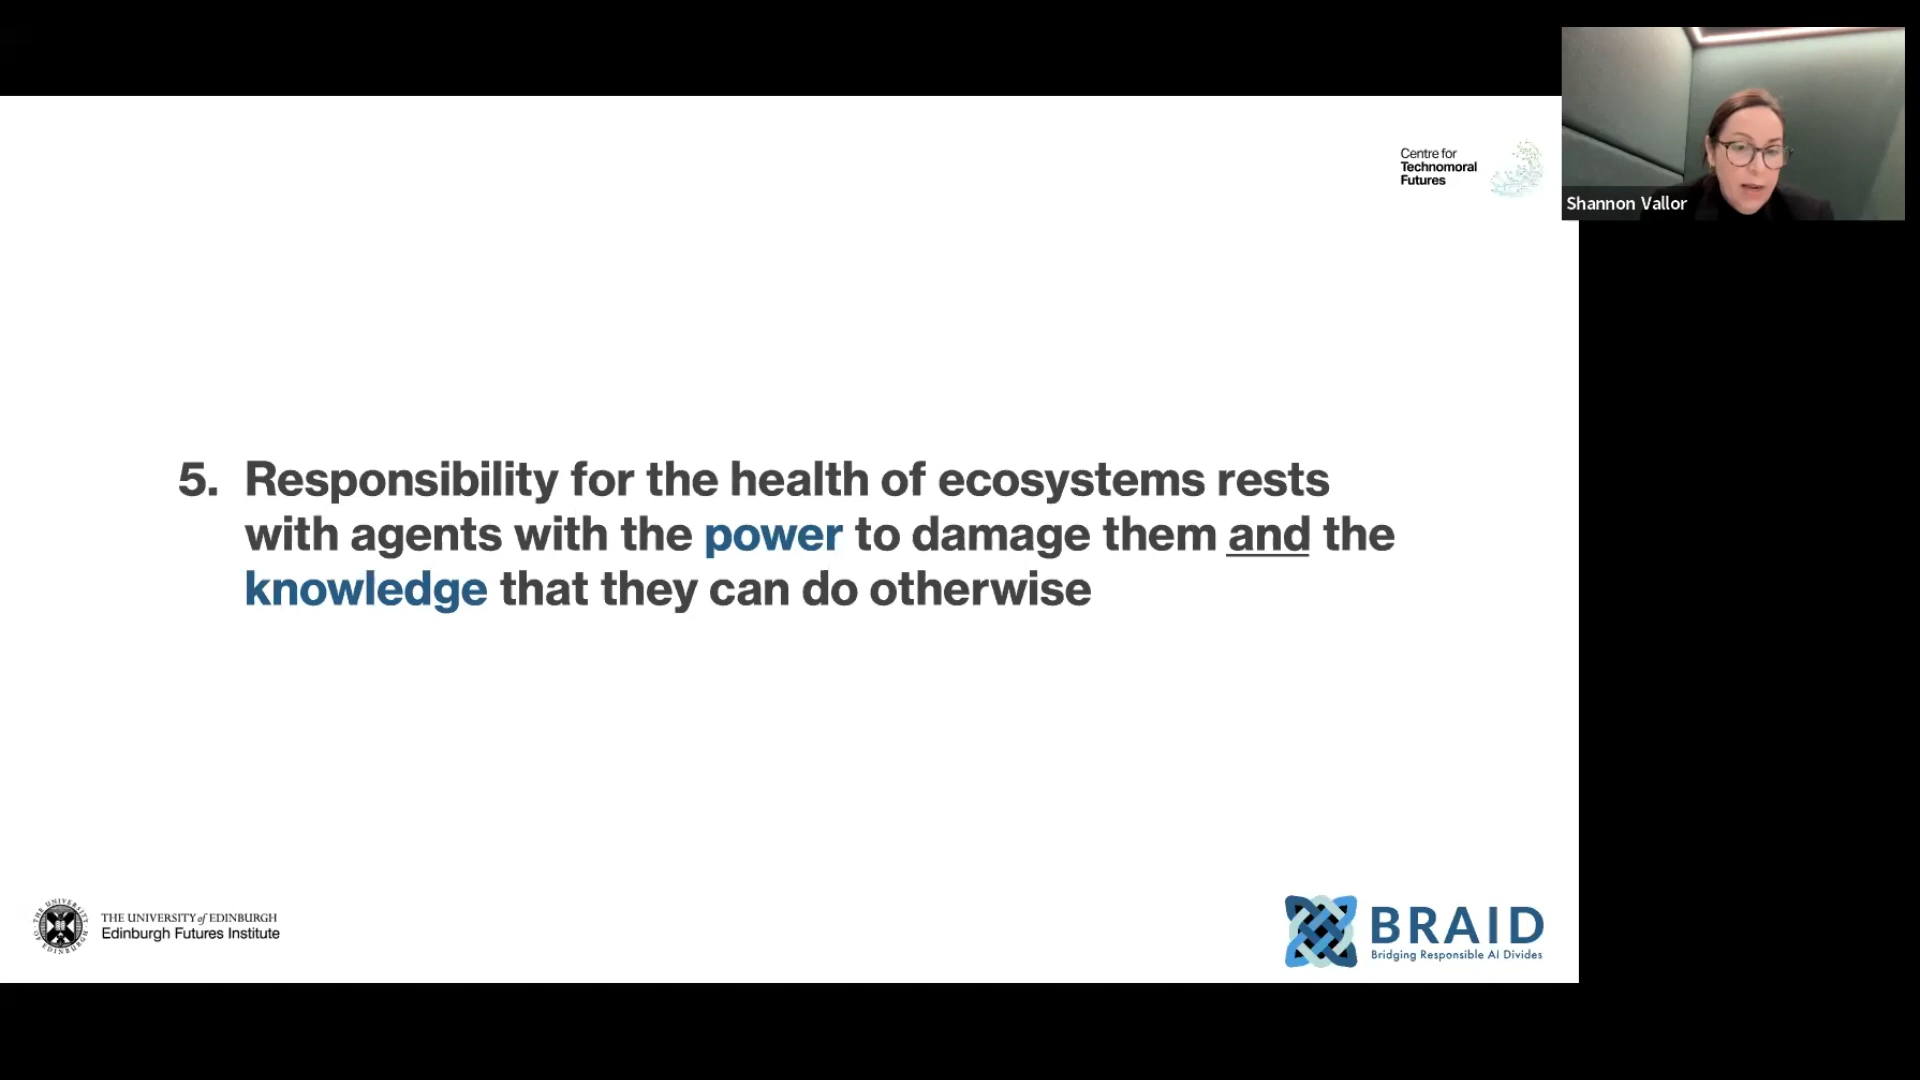 Centre for
Technomoral
Futures
Shannon Vallor
5. Responsibility for the health of ecosystems rests
with agents with the power to damage them and the
knowledge that they can do otherwise
THE UNIVERSITY of EDINBURGH
Edinburgh Futures Institute
BRAID
Bridging Responsible AI Divides